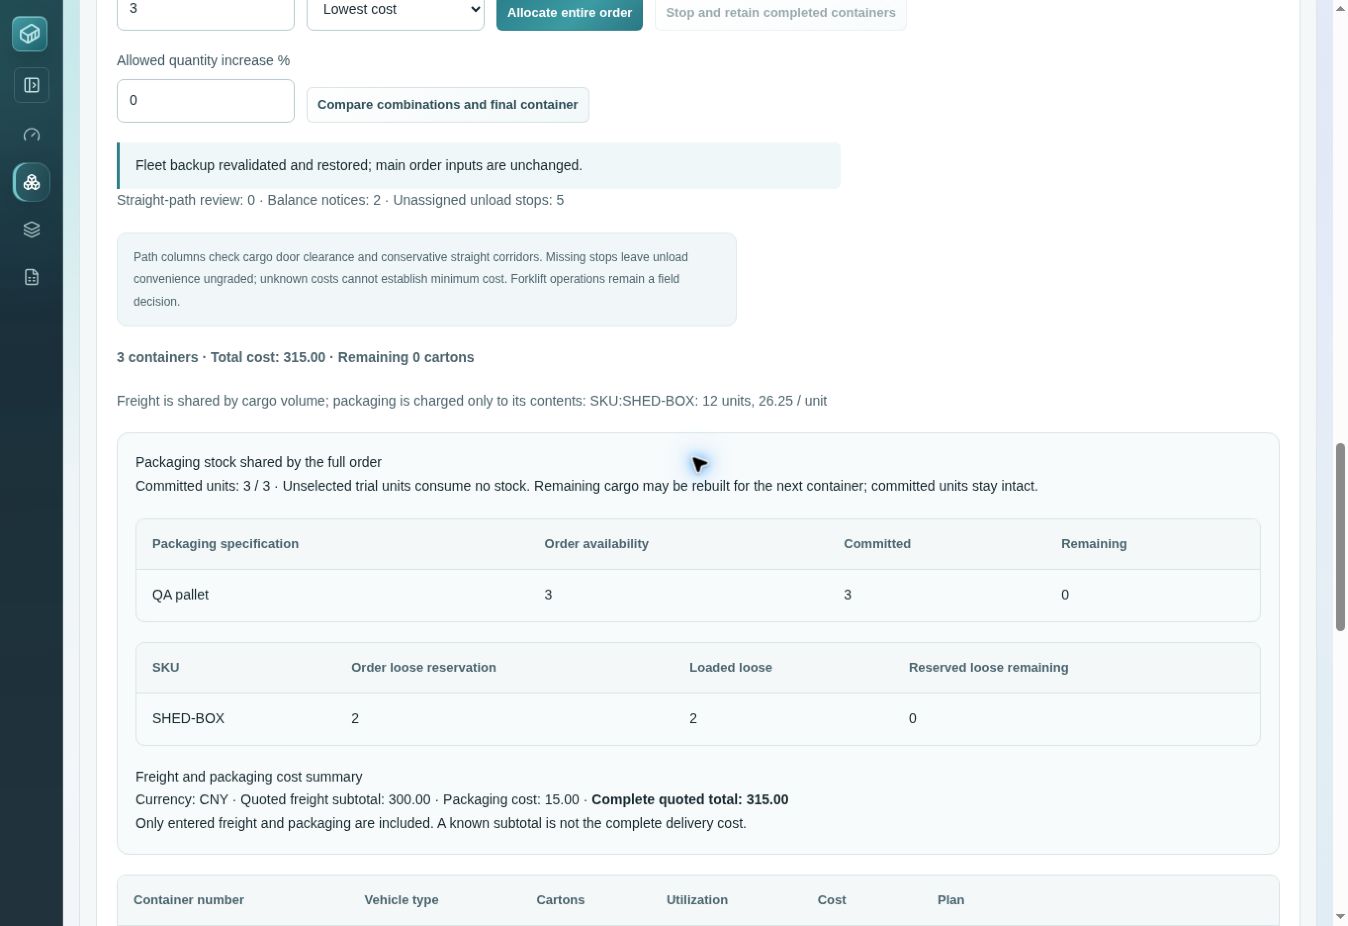 3
Lowest cost
Allocate entire order
Stop and retain completed containers
Allowed quantity increase %
0
Compare combinations and final container
Fleet backup revalidated and restored; main order inputs are unchanged.
Straight-path review: 0 · Balance notices: 2 · Unassigned unload stops: 5
Path columns check cargo door clearance and conservative straight corridors. Missing stops leave unload
convenience ungraded; unknown costs cannot establish minimum cost. Forklift operations remain a field
decision.
3 containers · Total cost: 315.00 · Remaining 0 cartons
Freight is shared by cargo volume; packaging is charged only to its contents: SKU:SHED-BOX: 12 units, 26.25 / unit
Packaging stock shared by the full order
Committed units: 3 / 3 · Unselected trial units consume no stock. Remaining cargo may be rebuilt for the next container; committed units stay intact.
Packaging specification Order availability Committed Remaining
QA pallet 3 3 0
SKU Order loose reservation Loaded loose Reserved loose remaining
SHED-BOX 2 2 0
Freight and packaging cost summary
Currency: CNY · Quoted freight subtotal: 300.00 · Packaging cost: 15.00 · Complete quoted total: 315.00
Only entered freight and packaging are included. A known subtotal is not the complete delivery cost.
Container number Vehicle type Cartons Utilization Cost Plan